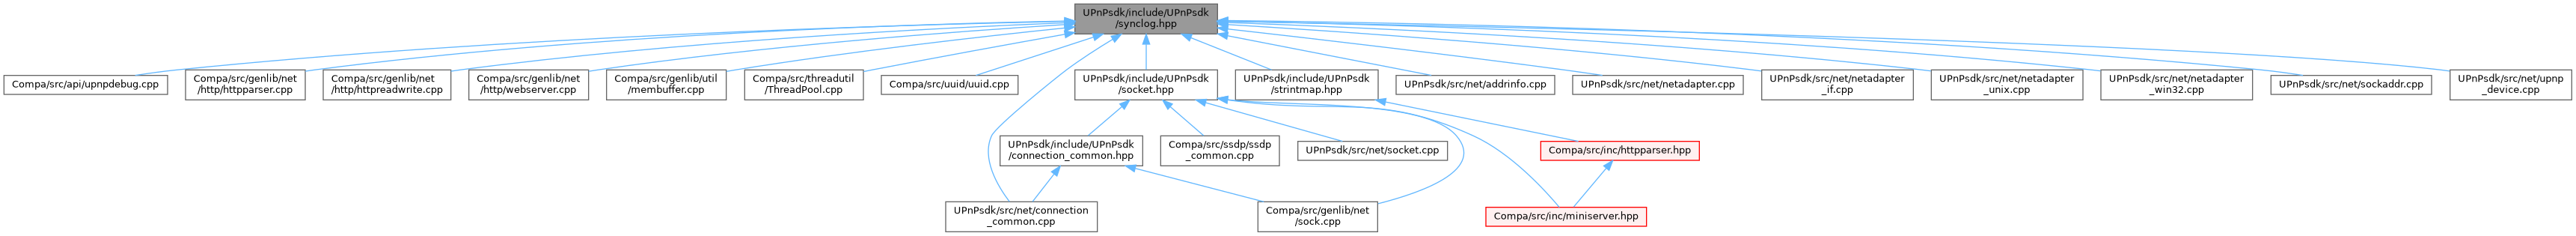 UPnPsdk/include/UPnPsdk
/synclog.hpp
Compa/src/api/upnpdebug.cpp
Compa/src/genlib/net
/http/httpparser.cpp
Compa/src/genlib/net
/http/httpreadwrite.cpp
Compa/src/genlib/net
/http/webserver.cpp
Compa/src/genlib/util
/membuffer.cpp
Compa/src/threadutil
/ThreadPool.cpp
Compa/src/uuid/uuid.cpp
UPnPsdk/include/UPnPsdk
/socket.hpp
UPnPsdk/include/UPnPsdk
/strintmap.hpp
UPnPsdk/src/net/addrinfo.cpp
UPnPsdk/src/net/netadapter.cpp
UPnPsdk/src/net/netadapter
_if.cpp
UPnPsdk/src/net/netadapter
_unix.cpp
UPnPsdk/src/net/netadapter
_win32.cpp
UPnPsdk/src/net/sockaddr.cpp
UPnPsdk/src/net/upnp
_device.cpp
UPnPsdk/include/UPnPsdk
/connection_common.hpp
Compa/src/ssdp/ssdp
_common.cpp
UPnPsdk/src/net/socket.cpp
Compa/src/inc/httpparser.hpp
UPnPsdk/src/net/connection
_common.cpp
Compa/src/genlib/net
/sock.cpp
Compa/src/inc/miniserver.hpp